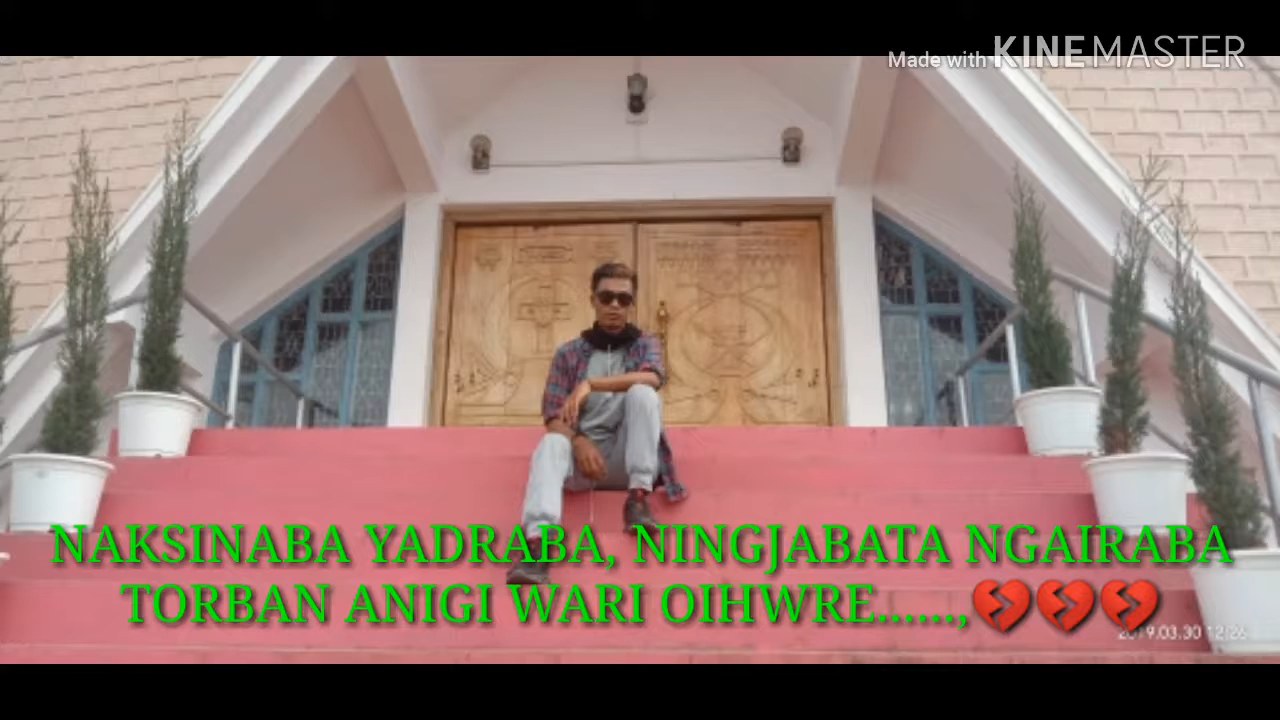 Made with KINEMASTER
NAKSINABA YADRABA, NINGJABATA NGAIRABA
TORBAN ANIGI WARI OIHWRE......,💔💔💔
2019.03.30 12:26